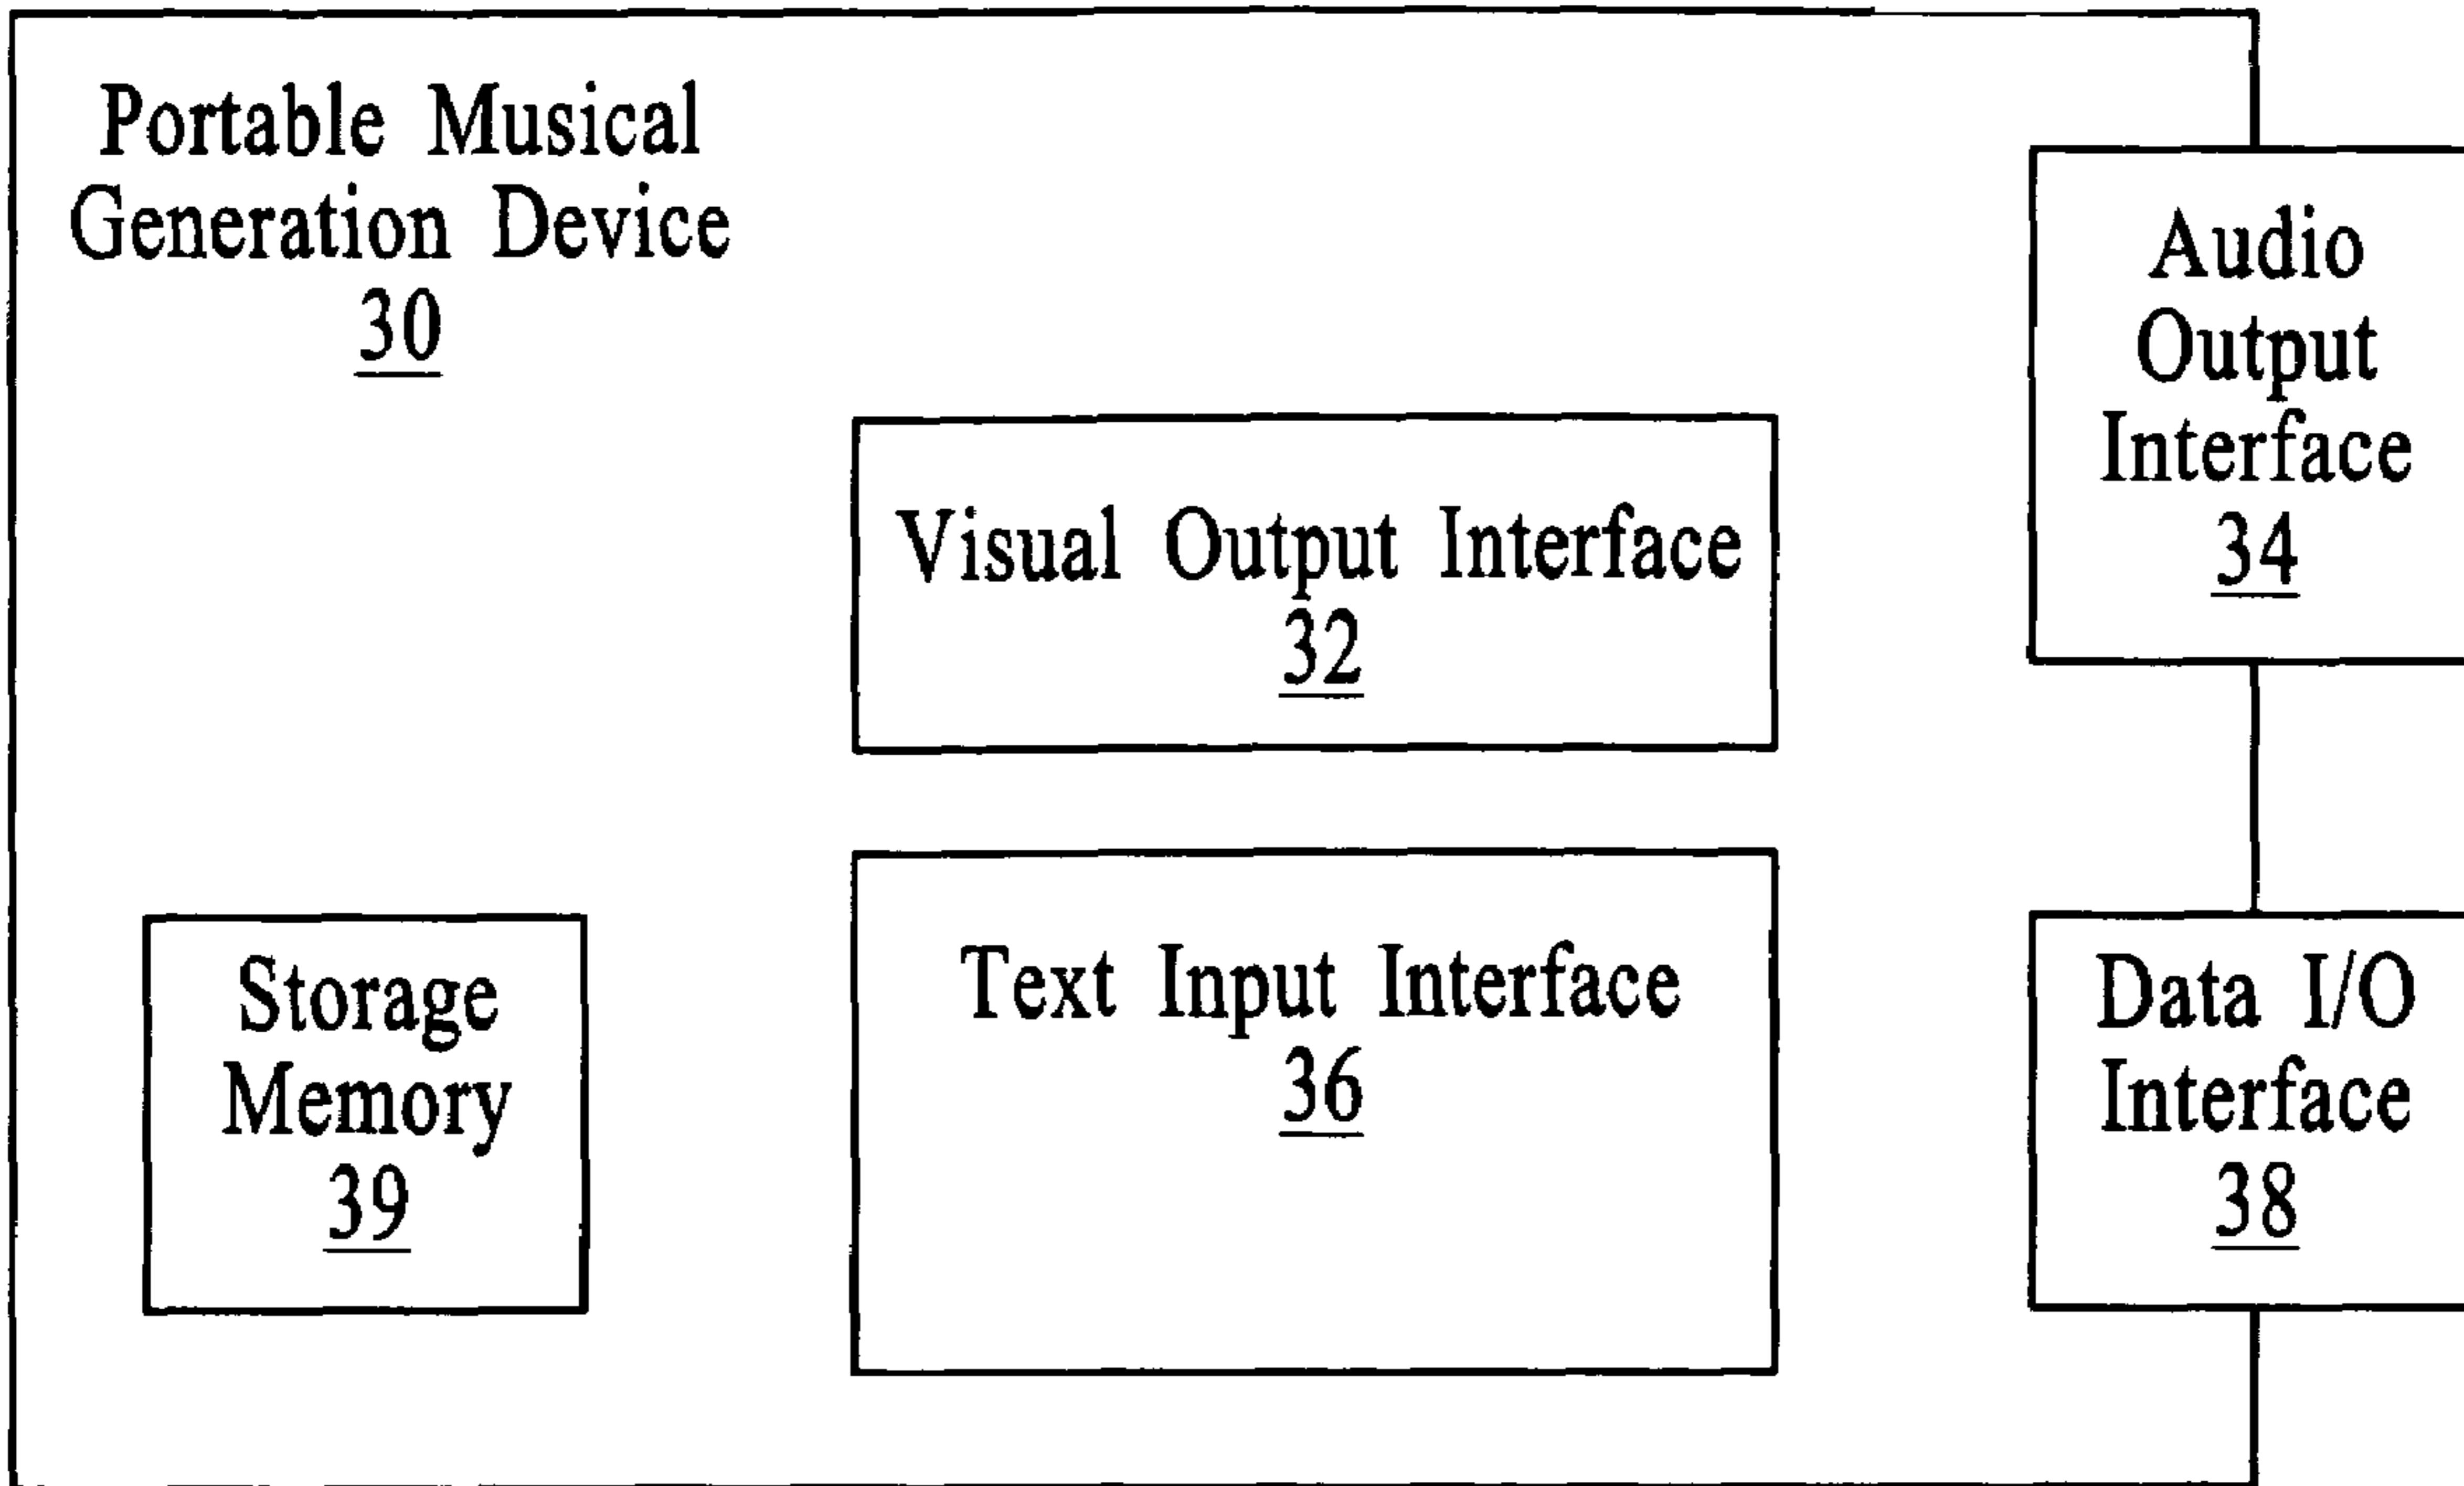 Portable Musical
Generation Device
30
Audio
Output
Interface
34
Visual Output Interface
32
Storage
Memory
39
Text Input Interface
36
Data I/O
Interface
38